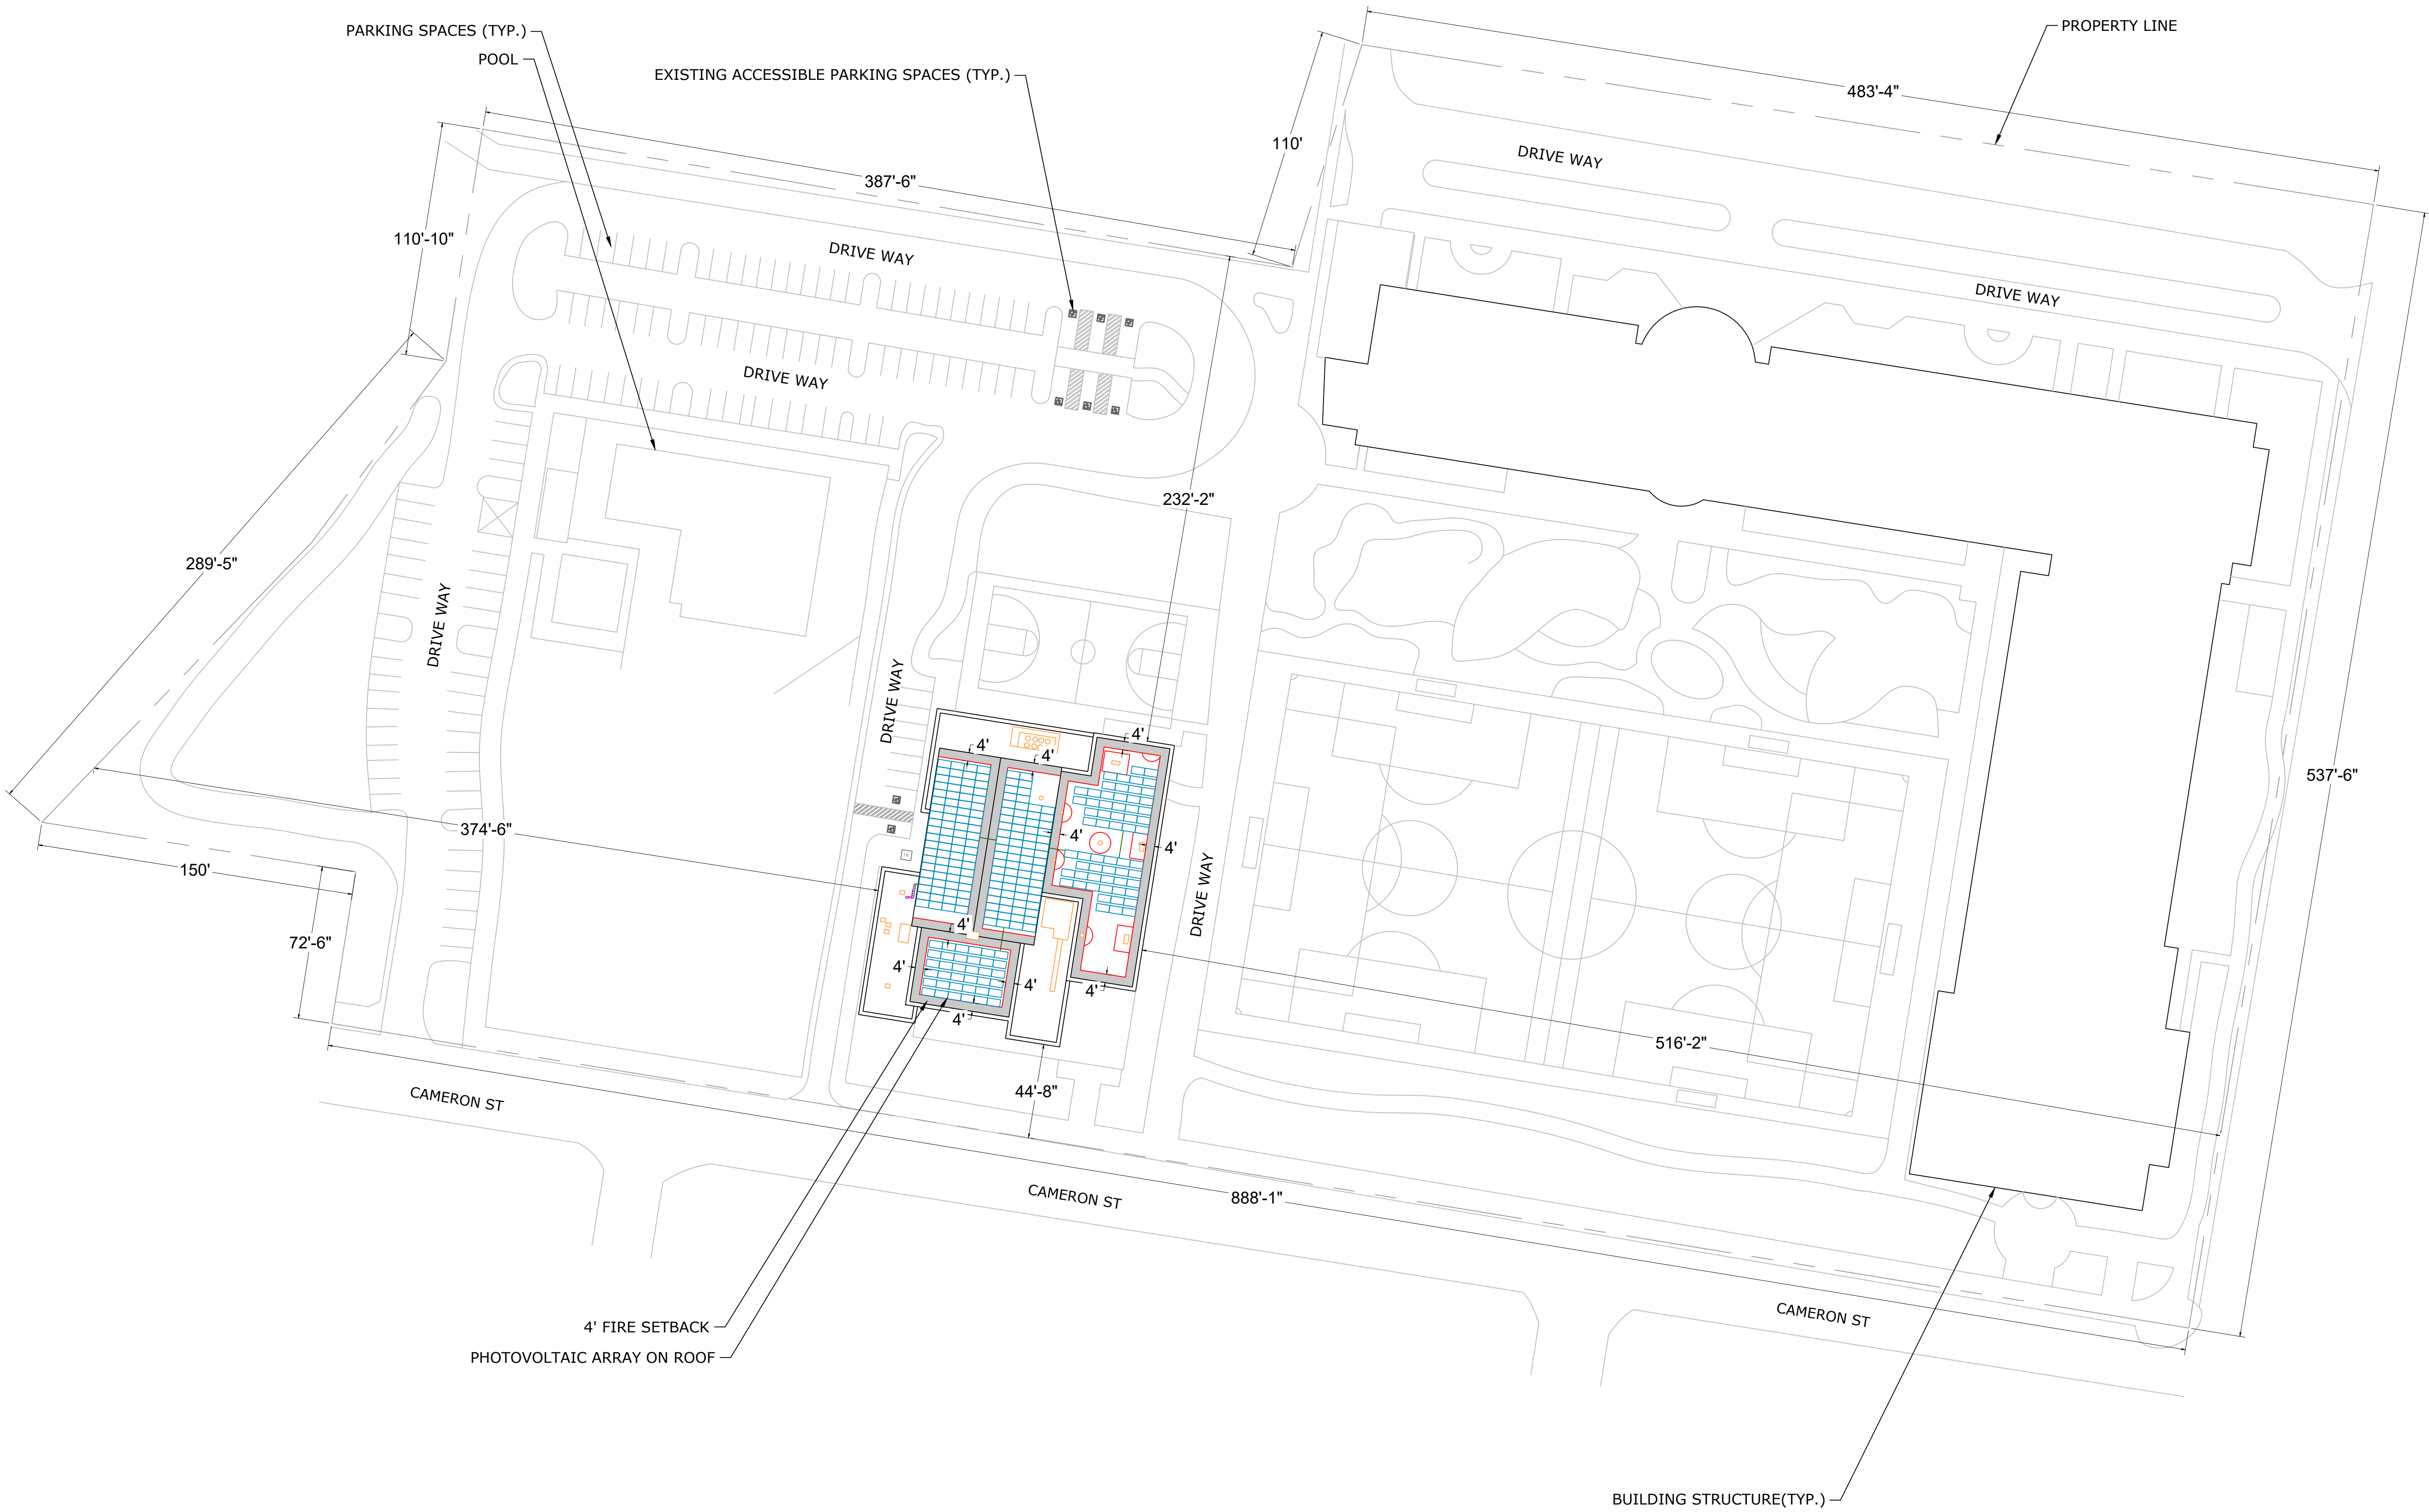 PROPERTY LINE
PARKING SPACES (TYP.)
POOL
EXISTING ACCESSIBLE PARKING SPACES (TYP.)
483'-4"
110'
DRIVE WAY
387'-6"
110'-10"
DRIVE WAY
DRIVE WAY
DRIVE WAY
232'-2"
289'-5"
DRIVE WAY
DRIVE WAY
4'
4'
4'
537'-6"
374'-6"
4'
4'
150'
DRIVE WAY
4'
72'-6"
4'
4'
4'
4'
516'-2"
44'-8"
CAMERON ST
CAMERON ST
888'-1"
CAMERON ST
4' FIRE SETBACK
PHOTOVOLTAIC ARRAY ON ROOF
BUILDING STRUCTURE(TYP.)